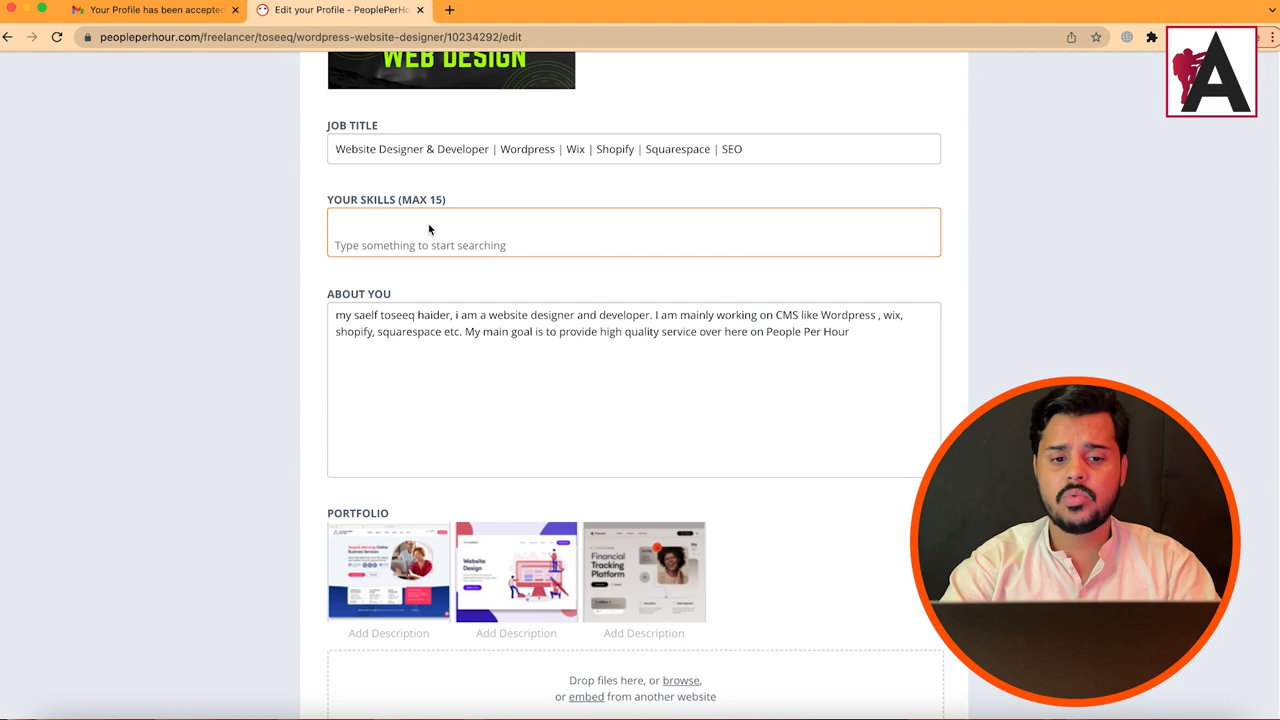 Your Profile has been accepted
Edit your Profile - PeoplePerHo
peopleperhour.com/freelancer/toseeq/wordpress-website-designer/10234292/edit
A
WEB DESIGN
JOB TITLE
Website Designer & Developer | Wordpress | Wix | Shopify | Squarespace | SEO
YOUR SKILLS (MAX 15)
Type something to start searching
ABOUT YOU
my saelf toseeq haider, i am a website designer and developer. I am mainly working on CMS like Wordpress , wix,
shopify, squarespace etc. My main goal is to provide high quality service over here on People Per Hour
PORTFOLIO
Award-Winning Online
Business Services
Website
Design
Financial
Tracking
Platform
Add Description
Add Description
Add Description
Drop files here, or browse,
or embed from another website